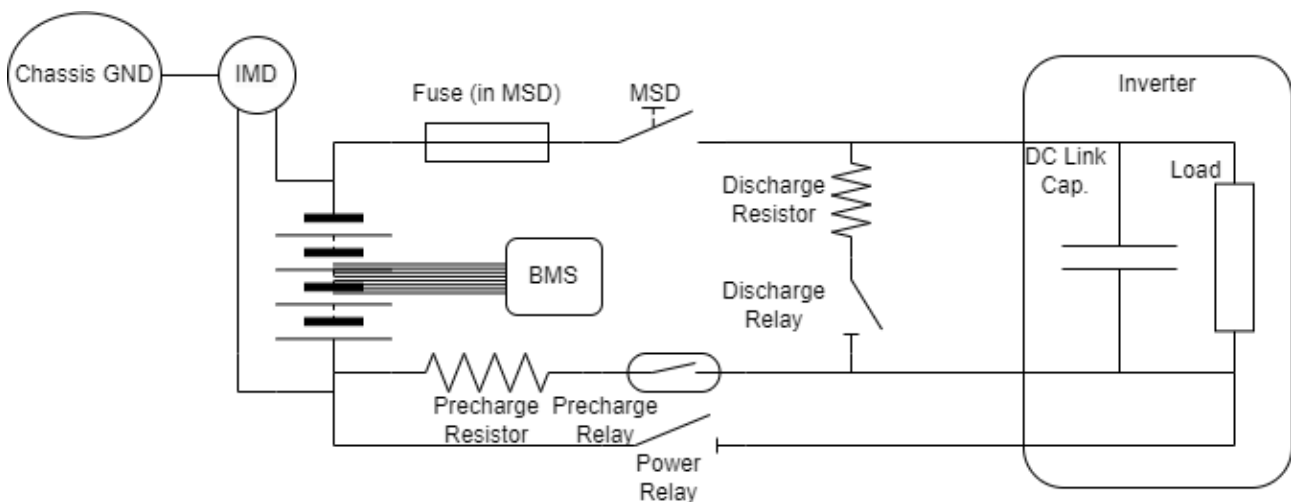 Chassis GND
IMD
Fuse (in MSD)
MSD
Inverter
DC Link
Cap.
Load
Discharge
Resistor
BMS
Discharge
Relay
Precharge
Resistor
Precharge
Relay
Power
Relay